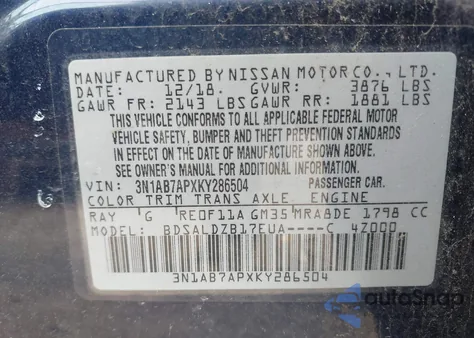 MANUFACTURED BY NISSAN MOTOR CO., LTD.
DATE: 12/18. GVWR: 3876 LBS
GAWR FR: 2143 LBS GAWR RR: 1881 LBS
THIS VEHICLE CONFORMS TO ALL APPLICABLE FEDERAL MOTOR
VEHICLE SAFETY, BUMPER AND THEFT PREVENTION STANDARDS
IN EFFECT ON THE DATE OF MANUFACTURE SHOWN ABOVE.
SEE OWNER'S MANUAL FOR ADDITIONAL INFORMATION.
VIN: 3N1AB7APXKY286504 PASSENGER CAR.
COLOR TRIM TRANS AXLE, ENGINE
RAY G RE0F11A GM35 MRA8DE 1798 CC
MODEL: BDSALDZB17EUA----C 4Z000
3N1AB7APXKY286504
autoSnap